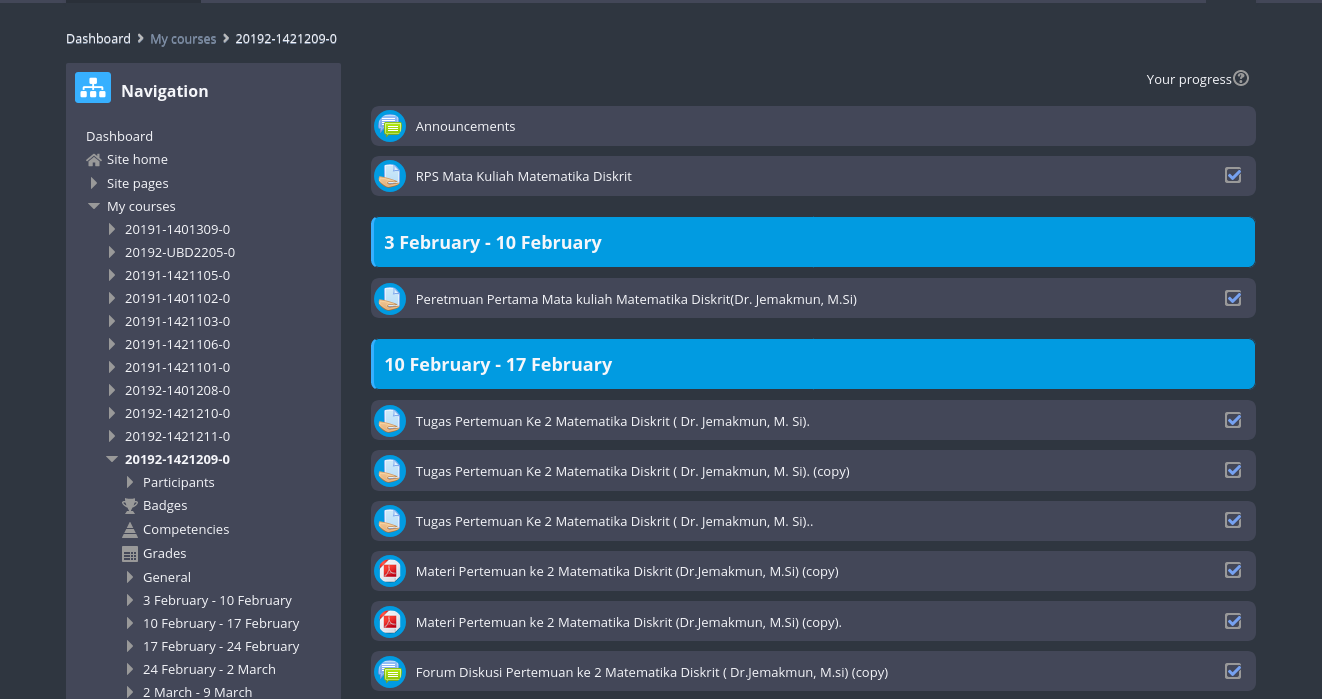 Dashboard > My courses > 20192-1421209-0
Navigation
Dashboard
Site home
Site pages
My courses
20191-1401309-0
20192-UBD2205-0
20191-1421105-0
20191-1401102-0
20191-1421103-0
20191-1421106-0
20191-1421101-0
20192-1401208-0
20192-1421210-0
20192-1421211-0
20192-1421209-0
Participants
Badges
Competencies
Grades
General
3 February - 10 February
10 February - 17 February
17 February - 24 February
24 February - 2 March
2 March - 9 March
Your progress
Announcements
RPS Mata Kuliah Matematika Diskrit
3 February - 10 February
Peretmuan Pertama Mata kuliah Matematika Diskrit(Dr. Jemakmun, M.Si)
10 February - 17 February
Tugas Pertemuan Ke 2 Matematika Diskrit ( Dr. Jemakmun, M. Si).
Tugas Pertemuan Ke 2 Matematika Diskrit ( Dr. Jemakmun, M. Si). (copy)
Tugas Pertemuan Ke 2 Matematika Diskrit ( Dr. Jemakmun, M. Si)..
Materi Pertemuan ke 2 Matematika Diskrit (Dr.Jemakmun, M.Si) (copy)
Materi Pertemuan ke 2 Matematika Diskrit (Dr.Jemakmun, M.Si) (copy).
Forum Diskusi Pertemuan ke 2 Matematika Diskrit ( Dr.Jemakmun, M.si) (copy)